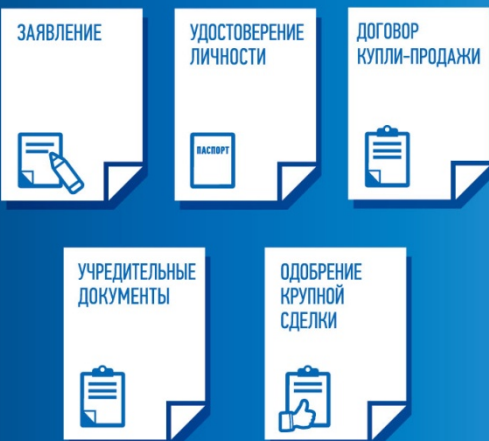 ЗАЯВЛЕНИЕ
УДОСТОВЕРЕНИЕ
ЛИЧНОСТИ
ПАСПОРТ
ДОГОВОР
КУПЛИ-ПРОДАЖИ
УЧРЕДИТЕЛЬНЫЕ
ДОКУМЕНТЫ
ОДОБРЕНИЕ
КРУПНОЙ
СДЕЛКИ